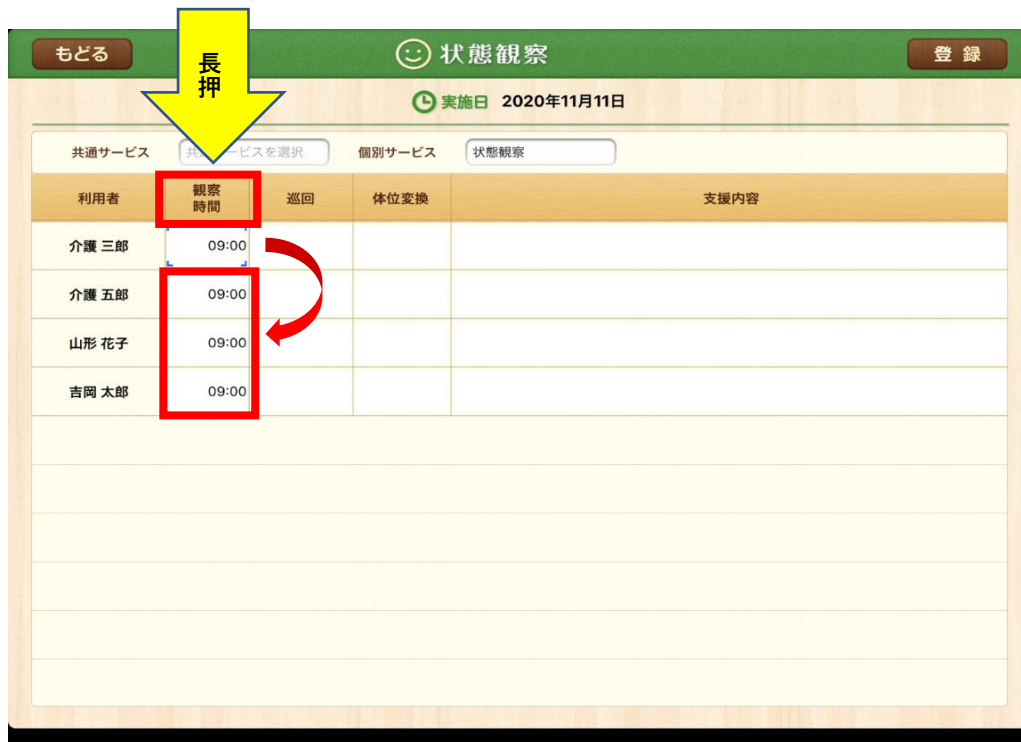 長押
もどる
状態観察
登録
実施日 2020年11月11日
共通サービス
共通サービスを選択
個別サービス
状態観察
利用者
観察
時間
巡回
体位変換
支援内容
介護 三郎 09:00
介護 五郎 09:00
山形 花子 09:00
吉岡 太郎 09:00